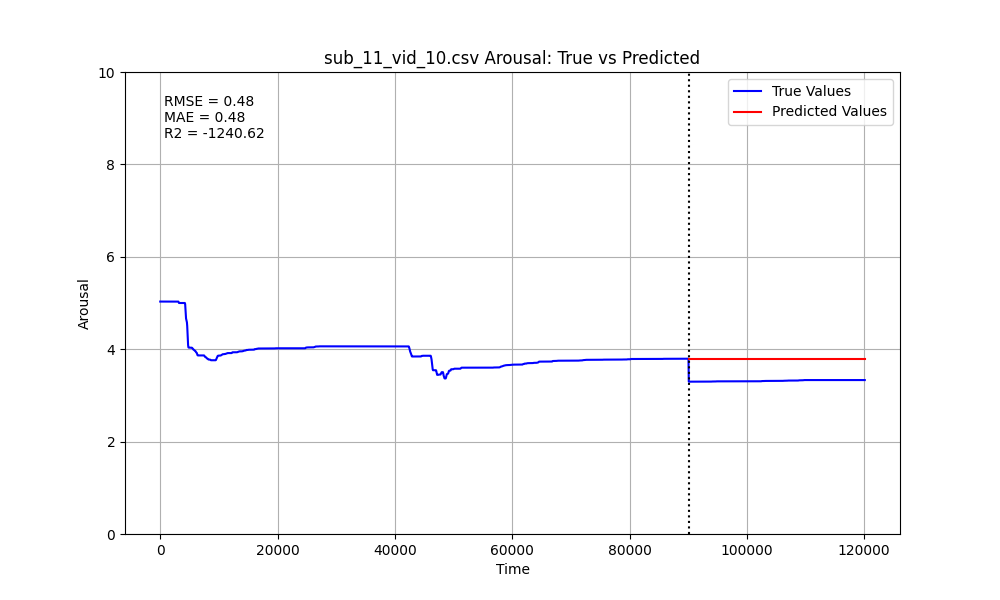 sub_11_vid_10.csv Arousal: True vs Predicted
10
8
6
4
2
0
Arousal
RMSE = 0.48
MAE = 0.48
R2 = -1240.62
True Values
Predicted Values
0
20000
40000
60000
80000
100000
120000
Time